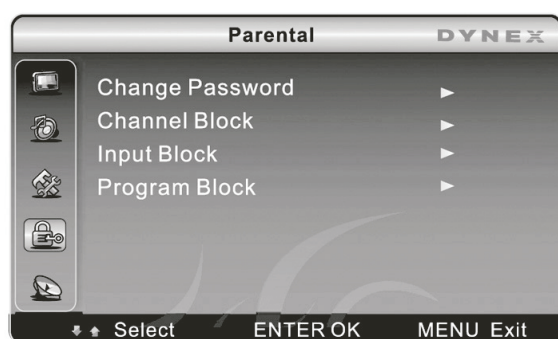 Parental DYNEX
Change Password
Channel Block
Input Block
Program Block
Select ENTER OK MENU Exit